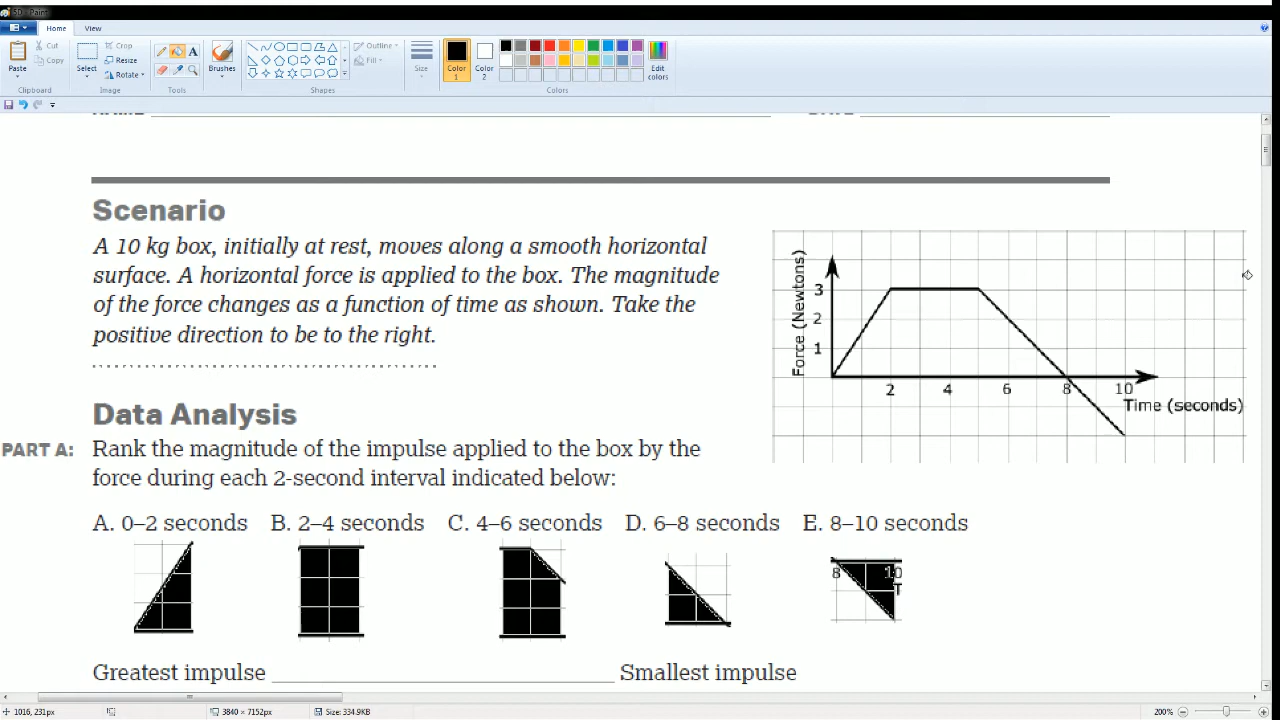 5D - Paint
Home View
Paste
Cut
Copy
Clipboard
Select
Crop
Resize
Rotate
Image
A
Tools
Brushes
Outline
Fill
Shapes
Size
Color 1
Color 2
Edit colors
Colors
NAME DATE
Scenario
A 10 kg box, initially at rest, moves along a smooth horizontal
surface. A horizontal force is applied to the box. The magnitude
of the force changes as a function of time as shown. Take the
positive direction to be to the right.
Force (Newtons)
3
2
1
2 4 6 8 10
Time (seconds)
Data Analysis
PART A: Rank the magnitude of the impulse applied to the box by the
force during each 2-second interval indicated below:
A. 0–2 seconds B. 2–4 seconds C. 4–6 seconds D. 6–8 seconds E. 8–10 seconds
8 10
T
Greatest impulse Smallest impulse
1016, 231px 3840 × 7152px Size: 334.9KB 200%